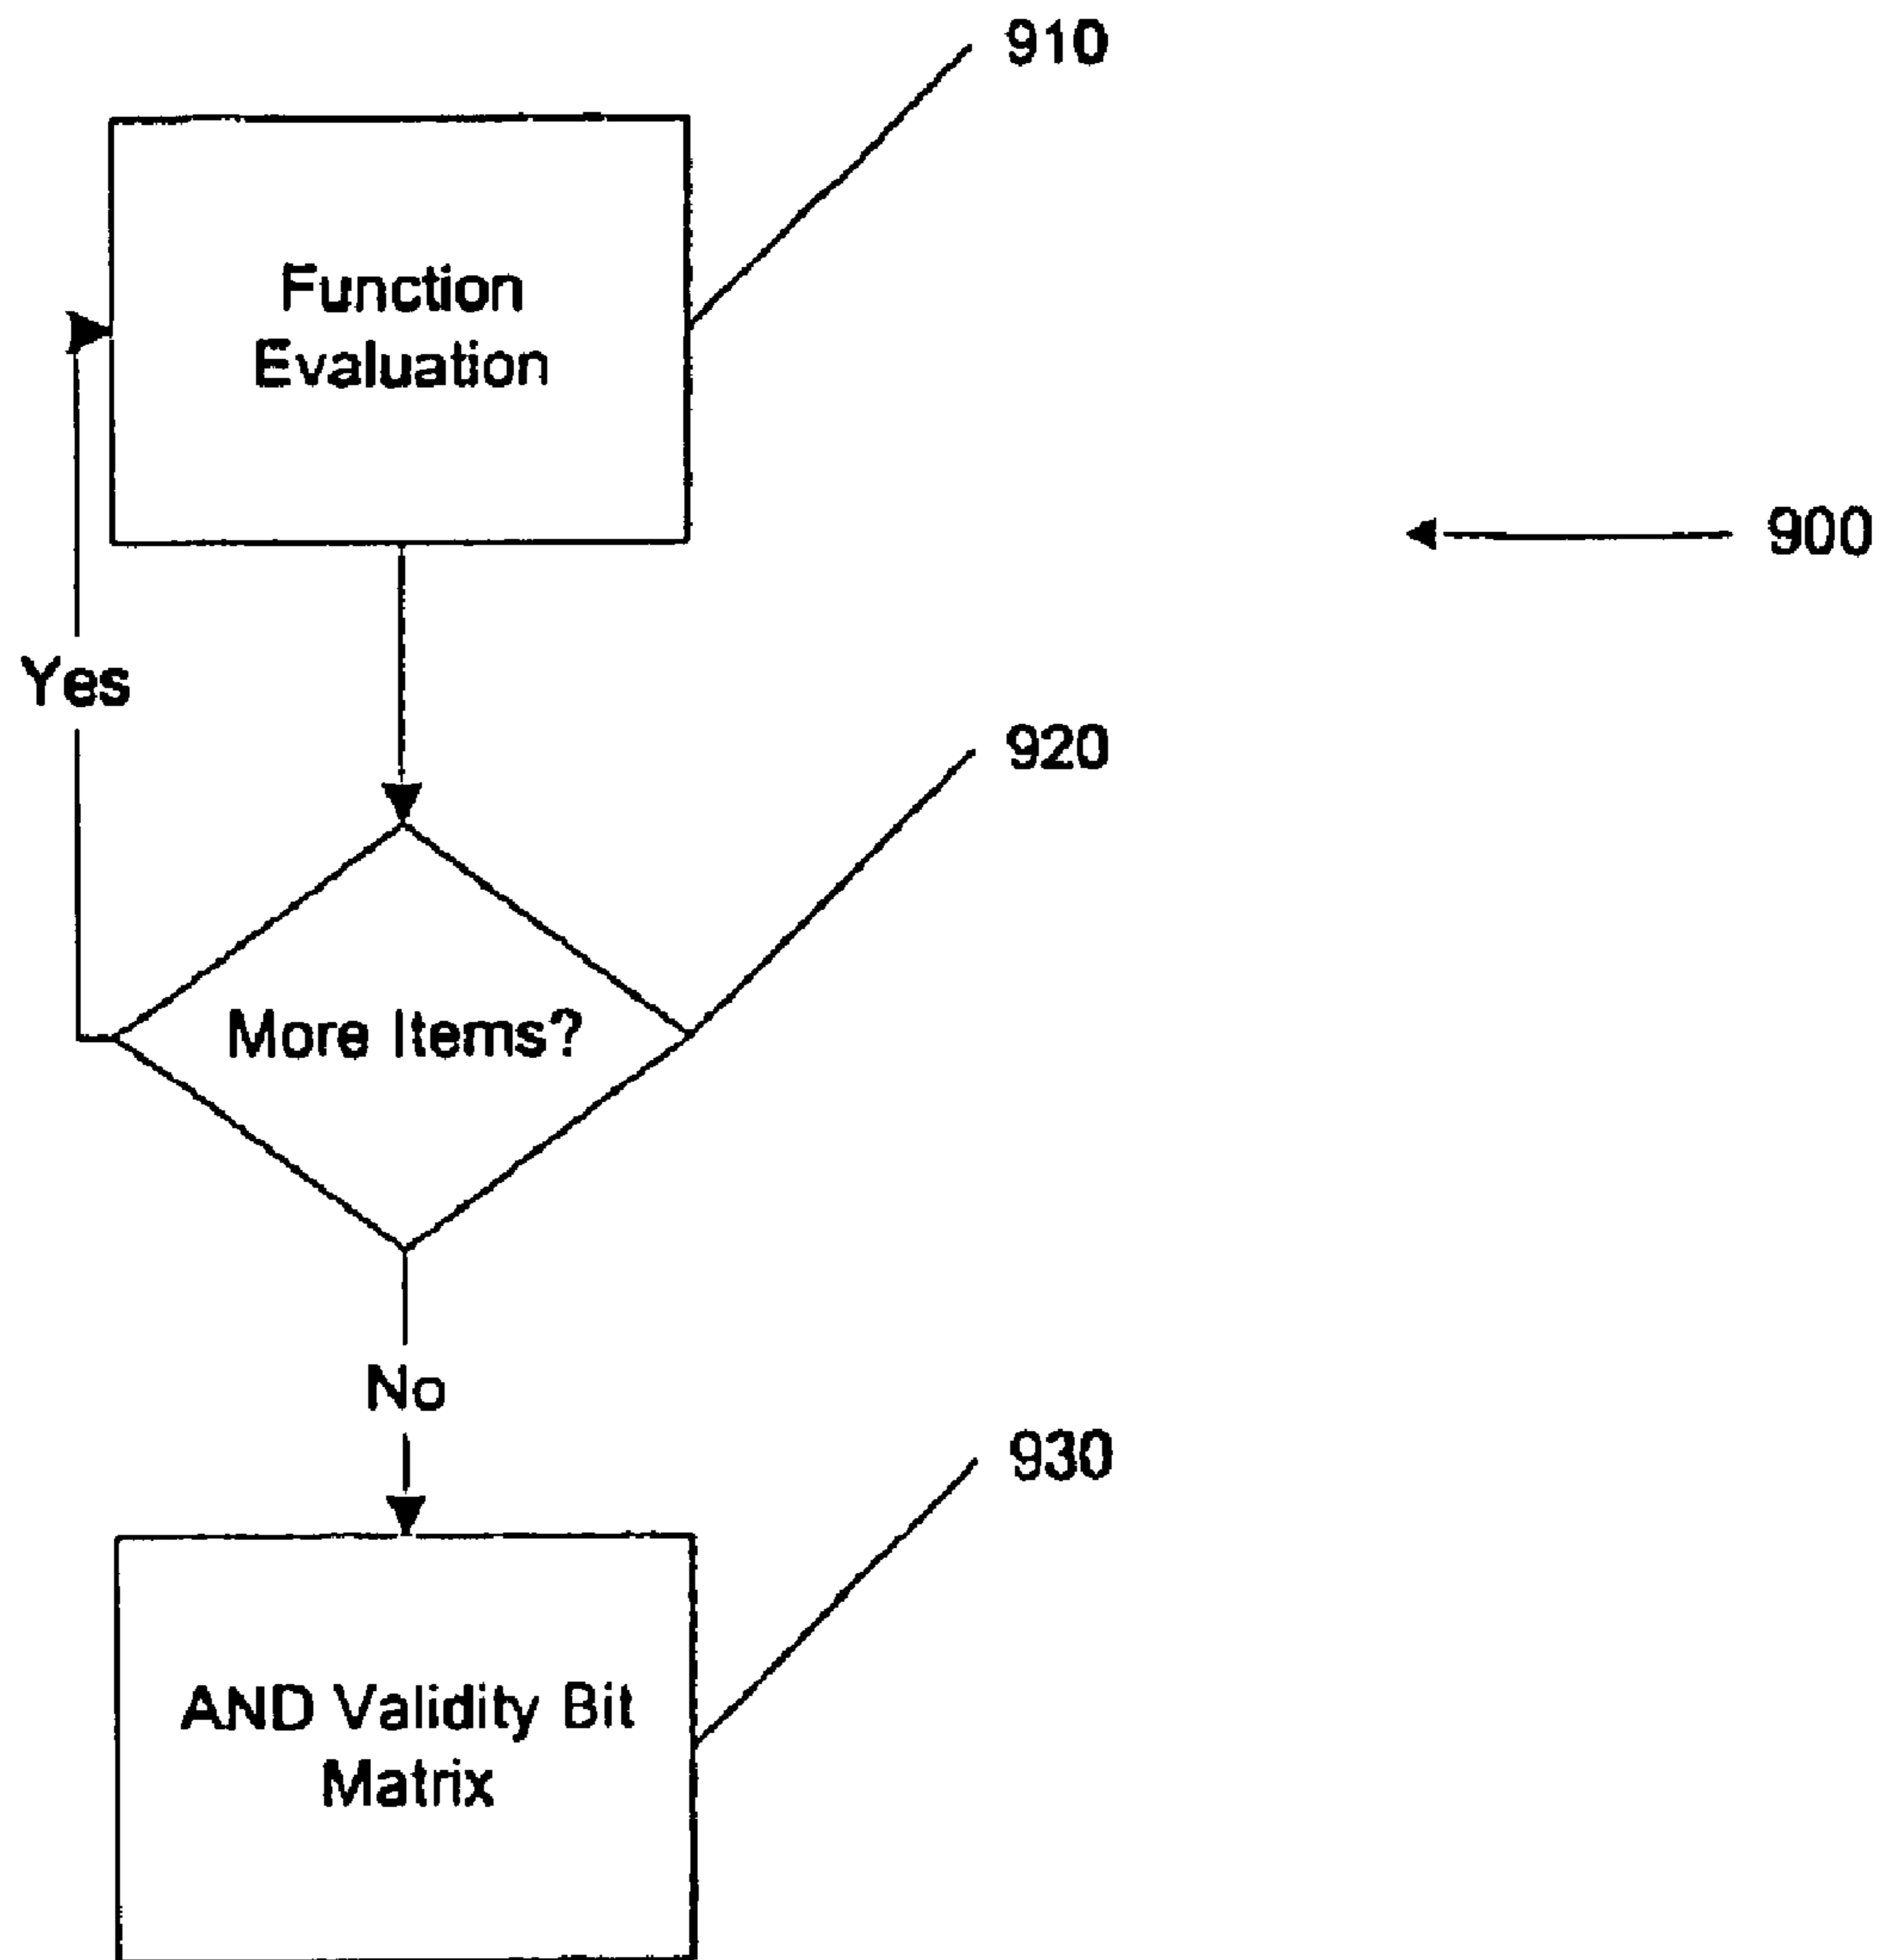 910
Function
Evaluation
900
Yes
920
More Items?
No
930
AND Validity Bit
Matrix